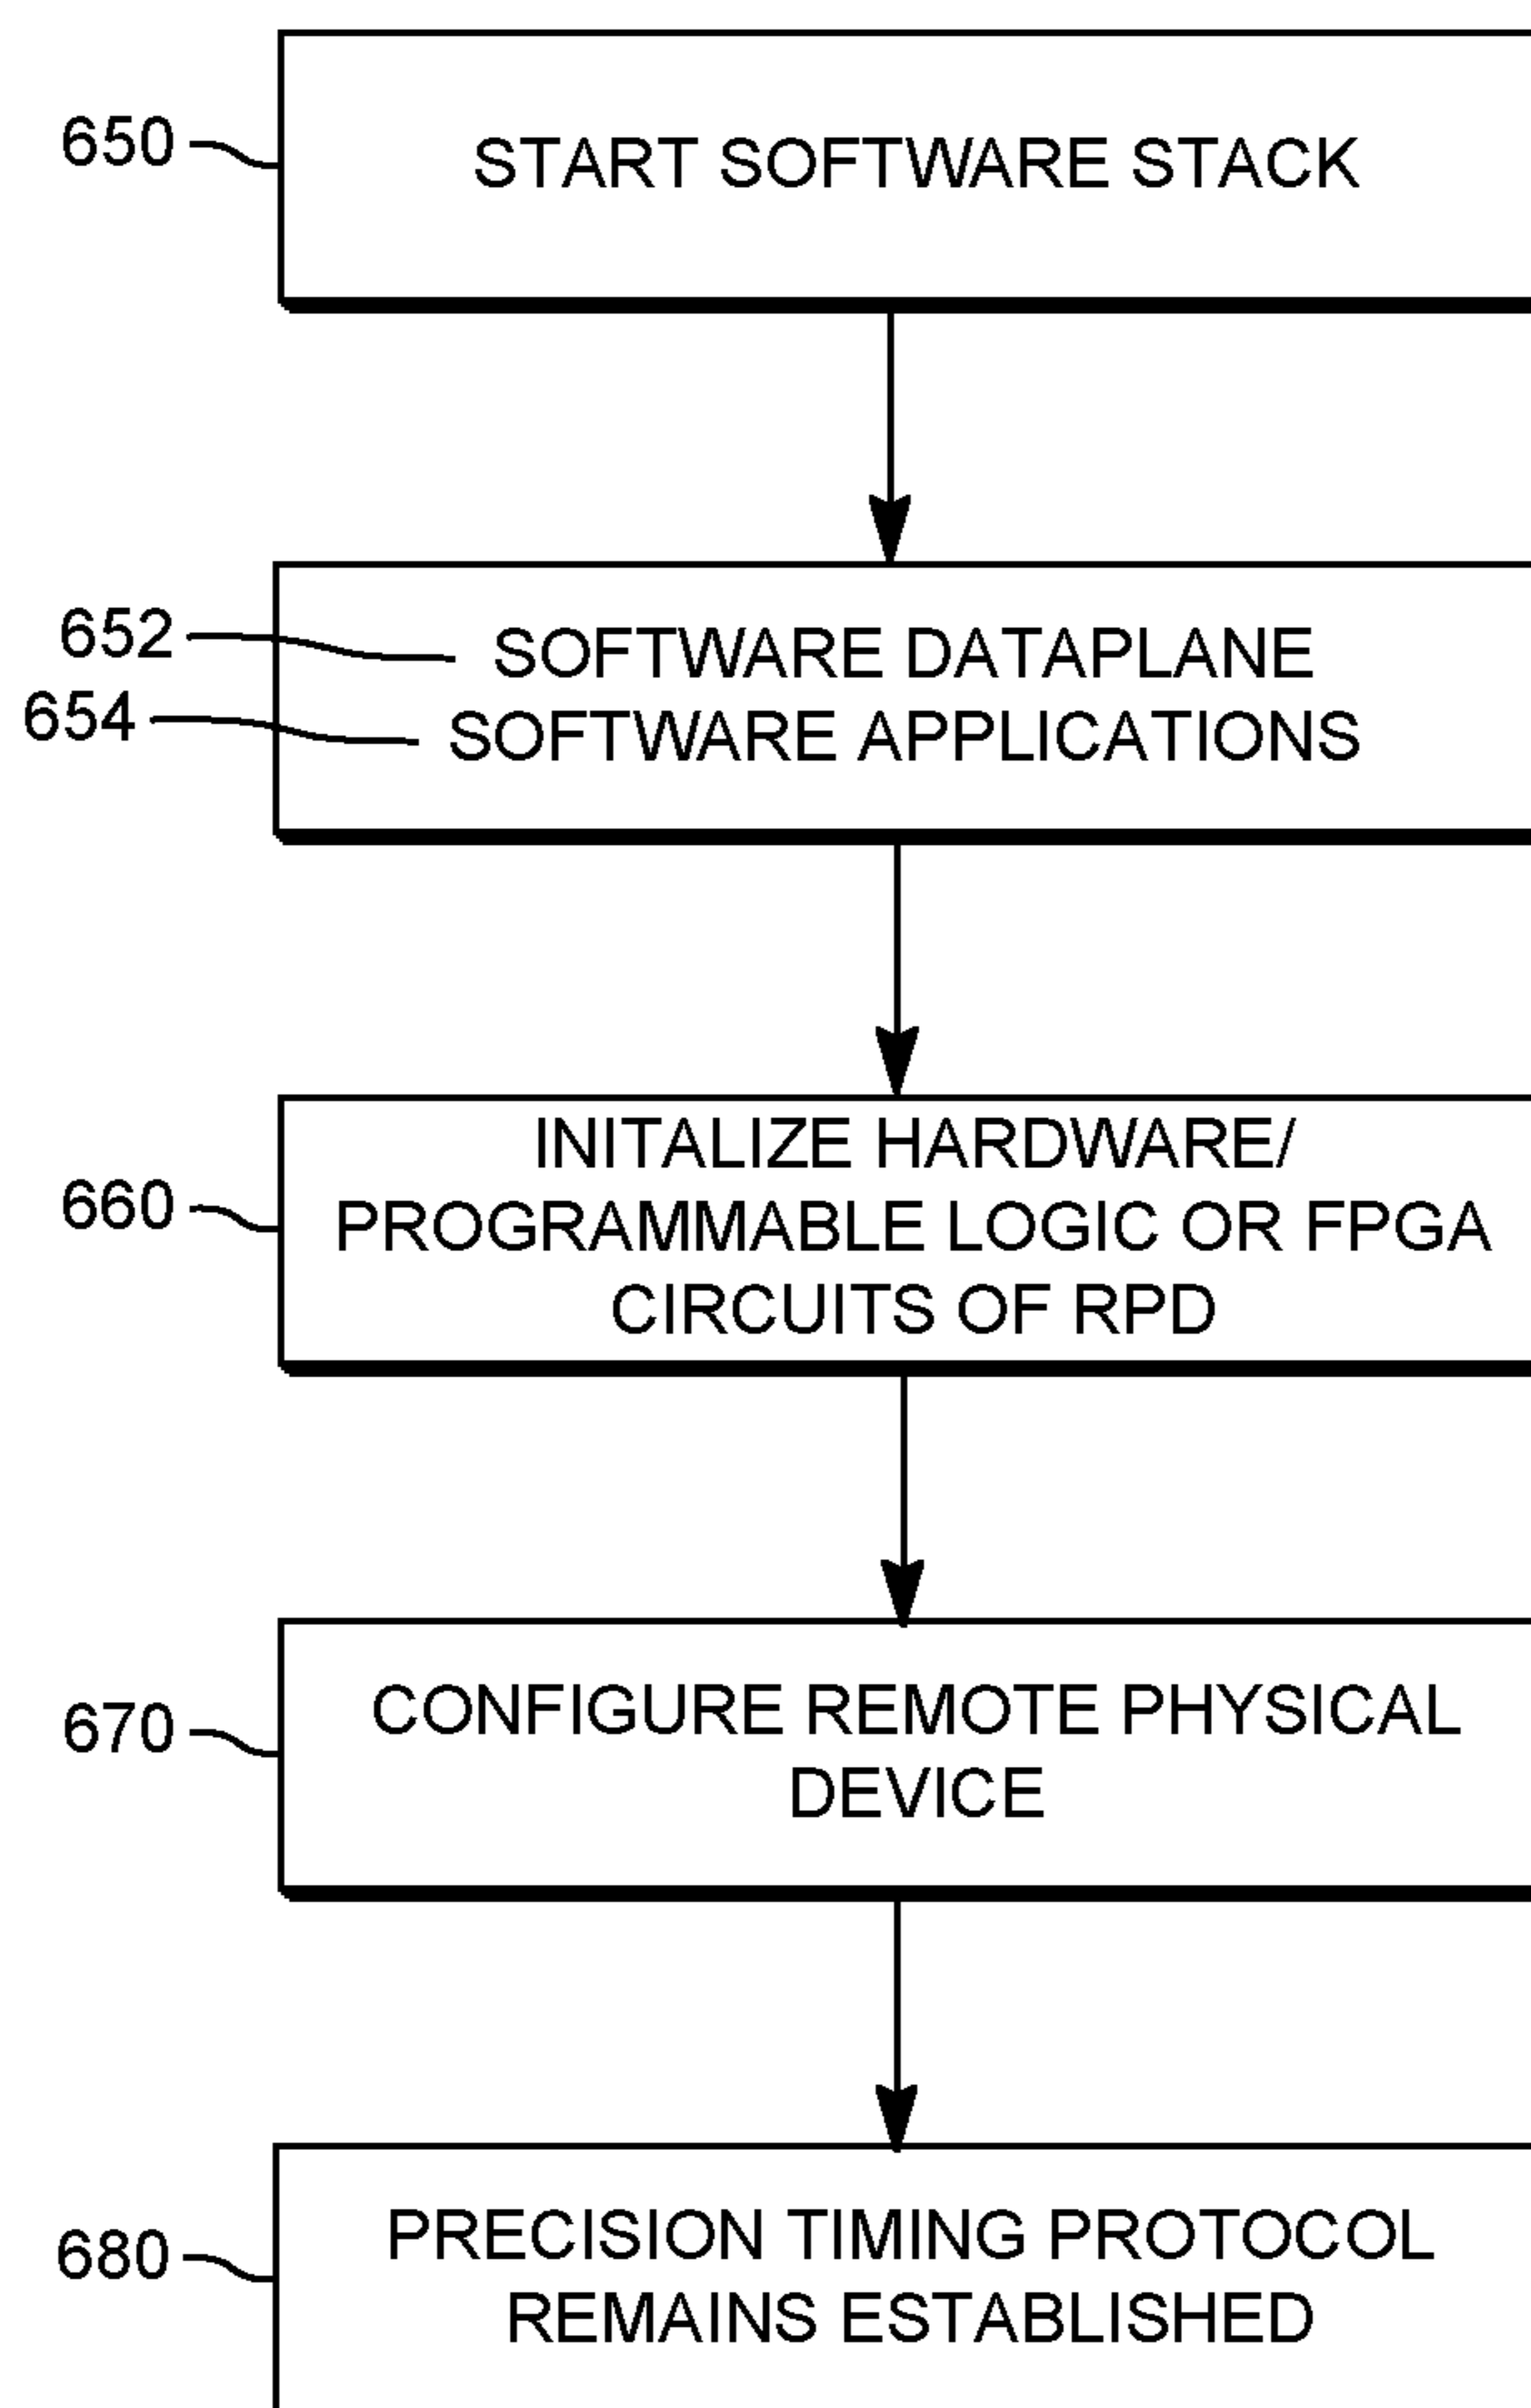 650
START SOFTWARE STACK
652
SOFTWARE DATAPLANE
654
SOFTWARE APPLICATIONS
660
INITALIZE HARDWARE/
PROGRAMMABLE LOGIC OR FPGA
CIRCUITS OF RPD
670
CONFIGURE REMOTE PHYSICAL
DEVICE
680
PRECISION TIMING PROTOCOL
REMAINS ESTABLISHED